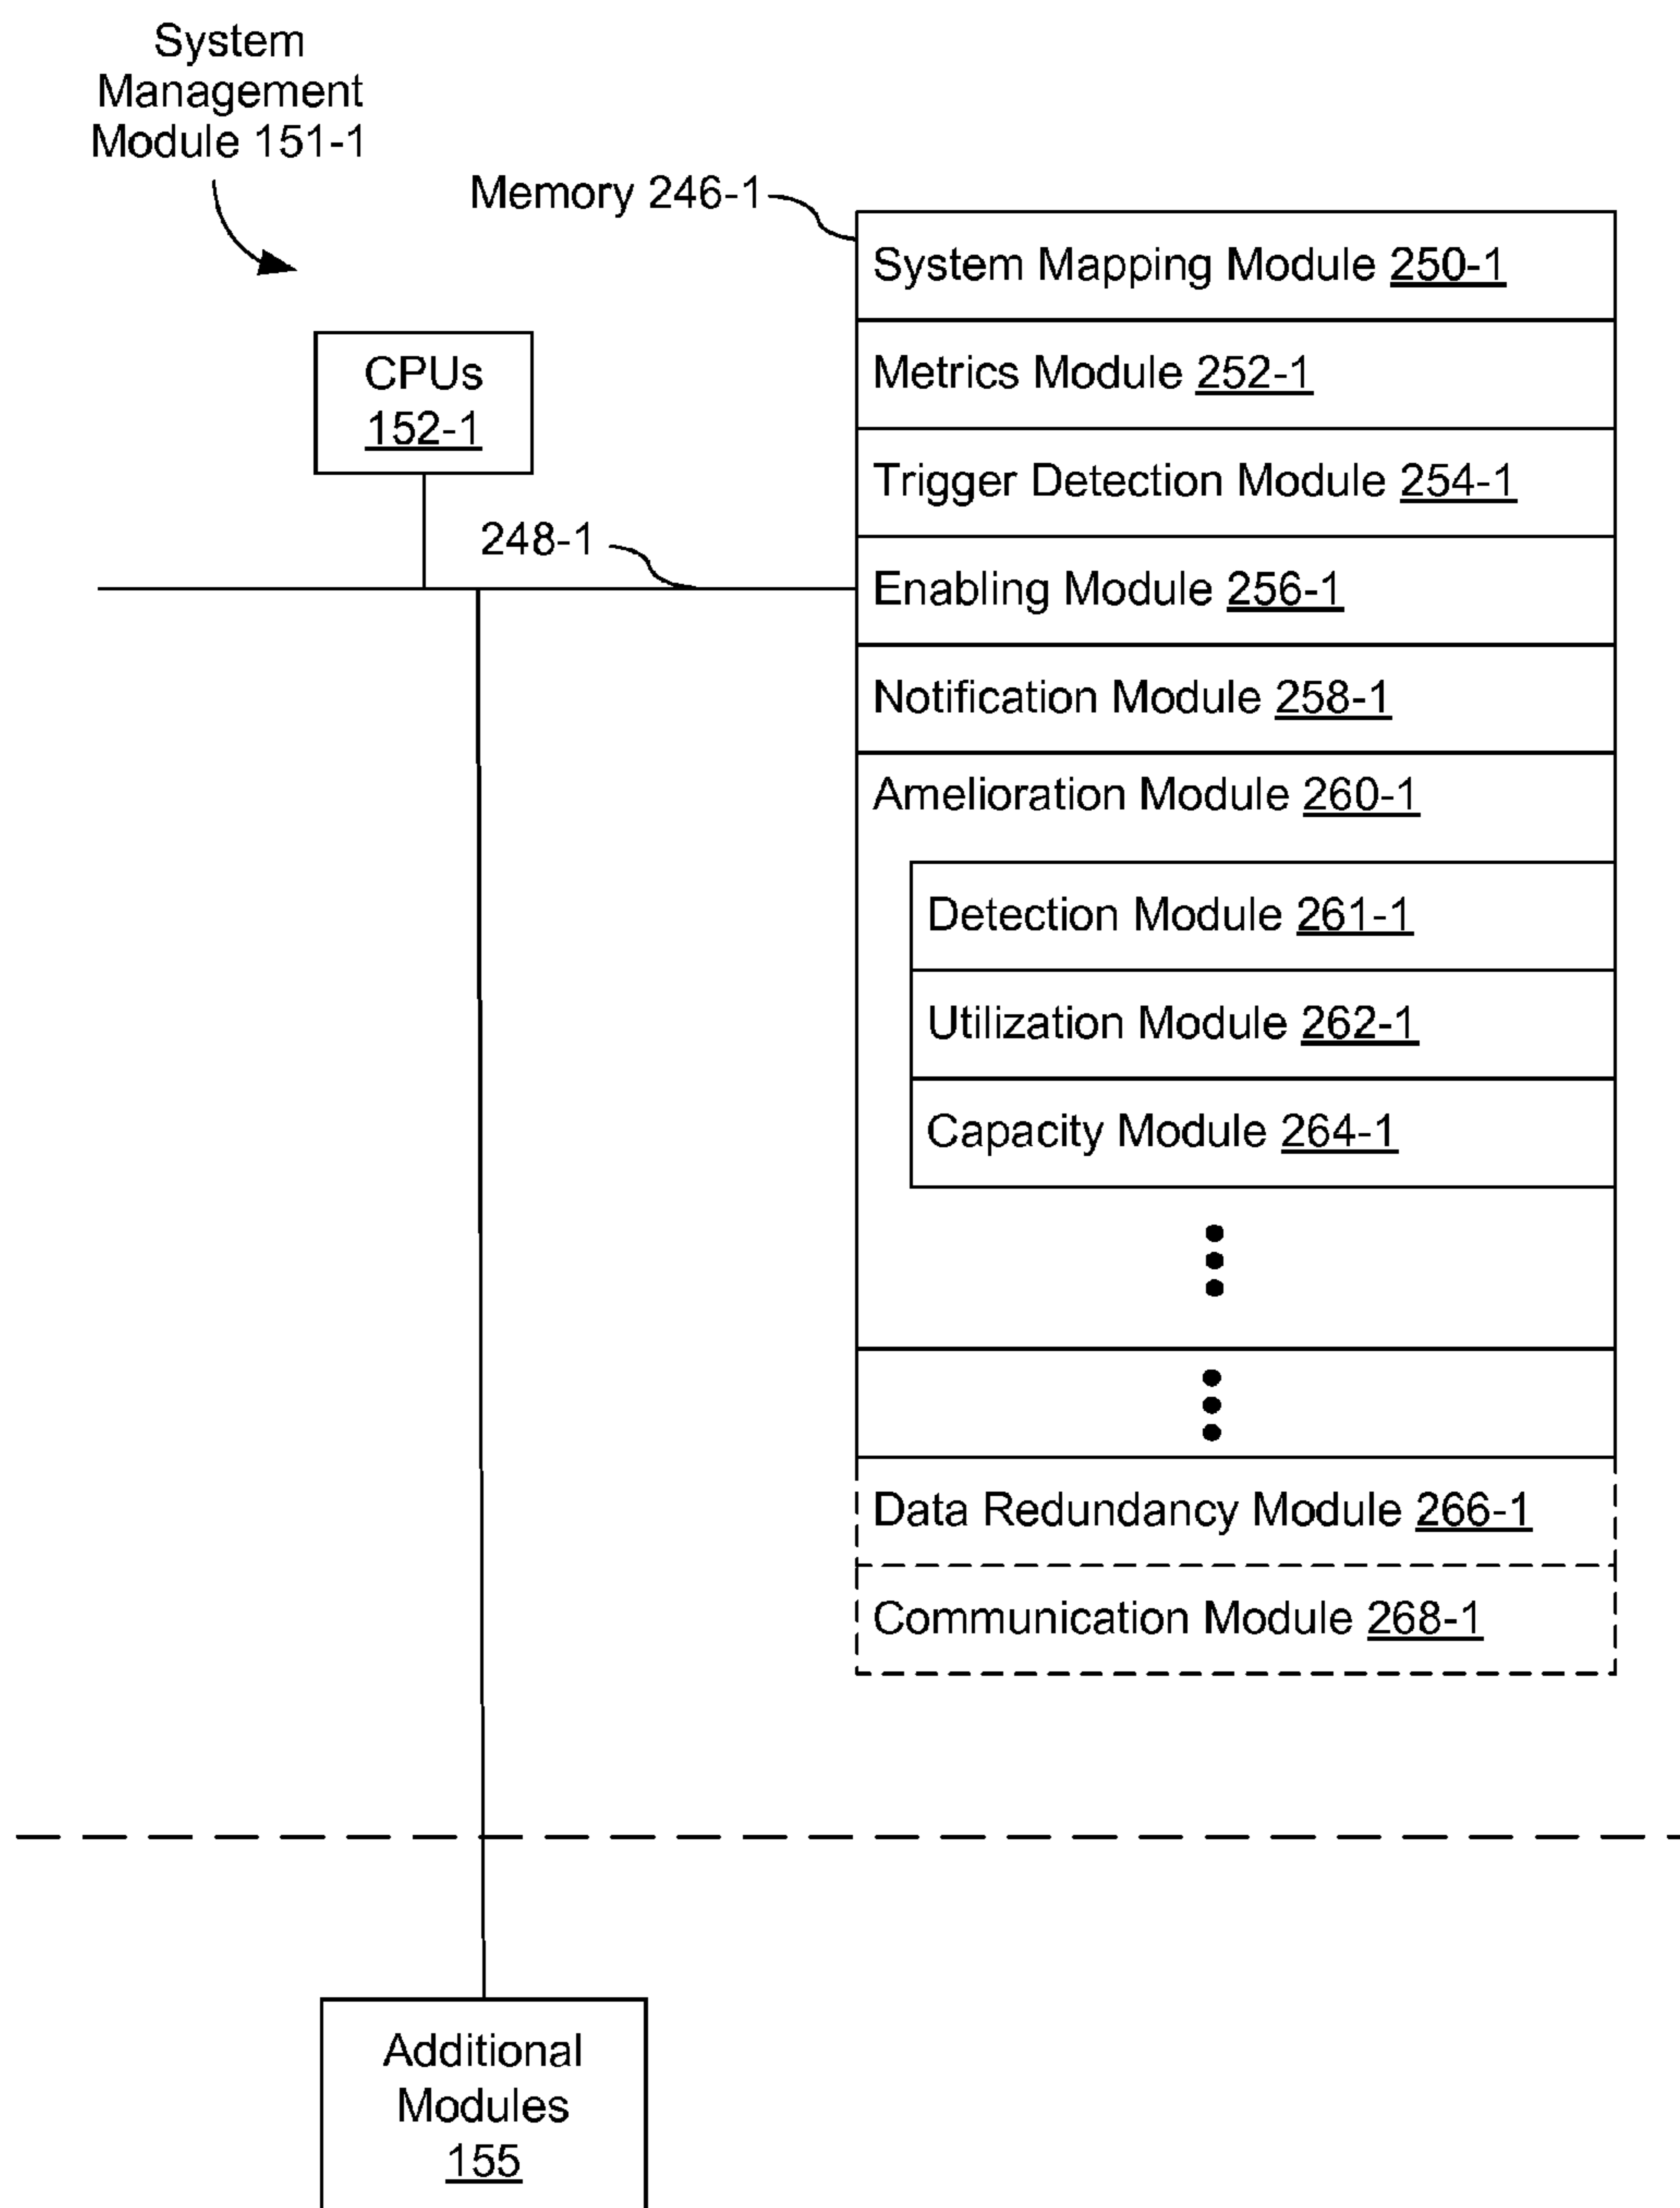 System
Management
Module 151-1
Memory 246-1
System Mapping Module 250-1
Metrics Module 252-1
CPUs
152-1
Trigger Detection Module 254-1
248-1
Enabling Module 256-1
Notification Module 258-1
Amelioration Module 260-1
Detection Module 261-1
Utilization Module 262-1
Capacity Module 264-1
Data Redundancy Module 266-1
Communication Module 268-1
Additional
Modules
155